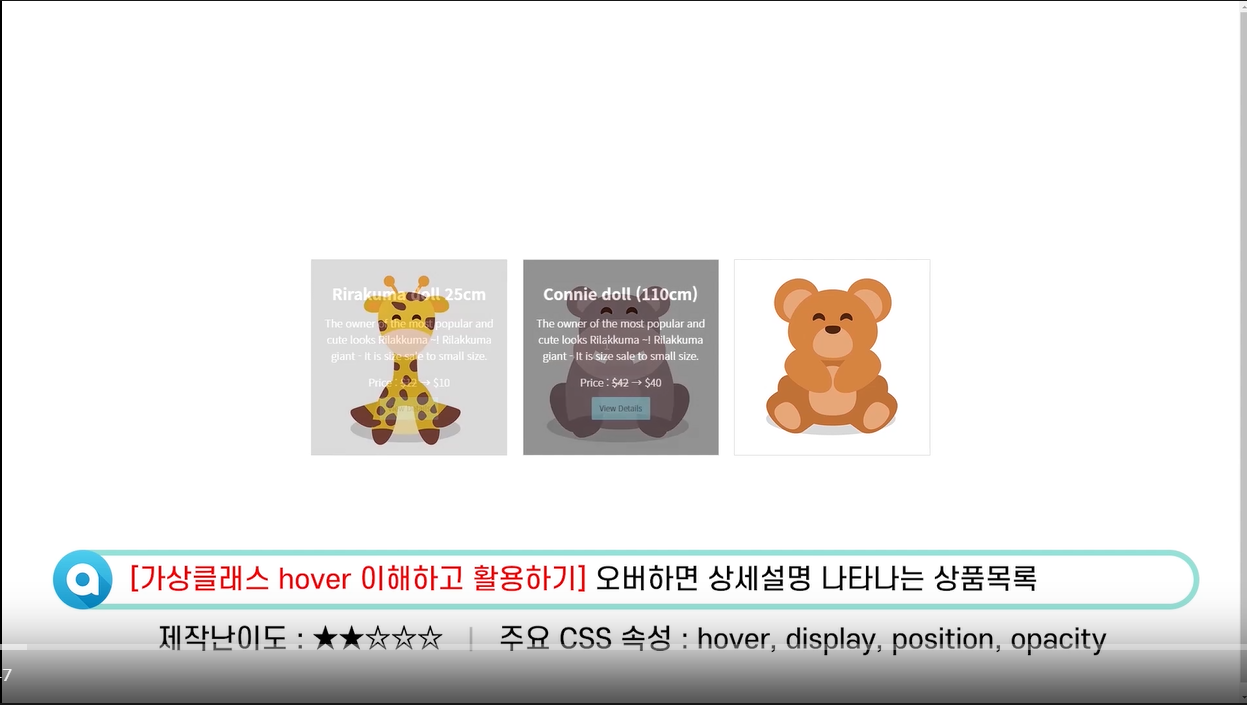 Rirakuma doll 25cm
The owner of the most popular and
cute looks Rilakkuma ~! Rilakkuma
giant - It is size sale to small size.
Price : $12 → $10
Connie doll (110cm)
The owner of the most popular and
cute looks Rilakkuma ~! Rilakkuma
giant - It is size sale to small size.
Price : $42 → $40
View Details
[가상클래스 hover 이해하고 활용하기] 오버하면 상세설명 나타나는 상품목록
제작난이도 : ★★☆☆☆ | 주요 CSS 속성 : hover, display, position, opacity
7